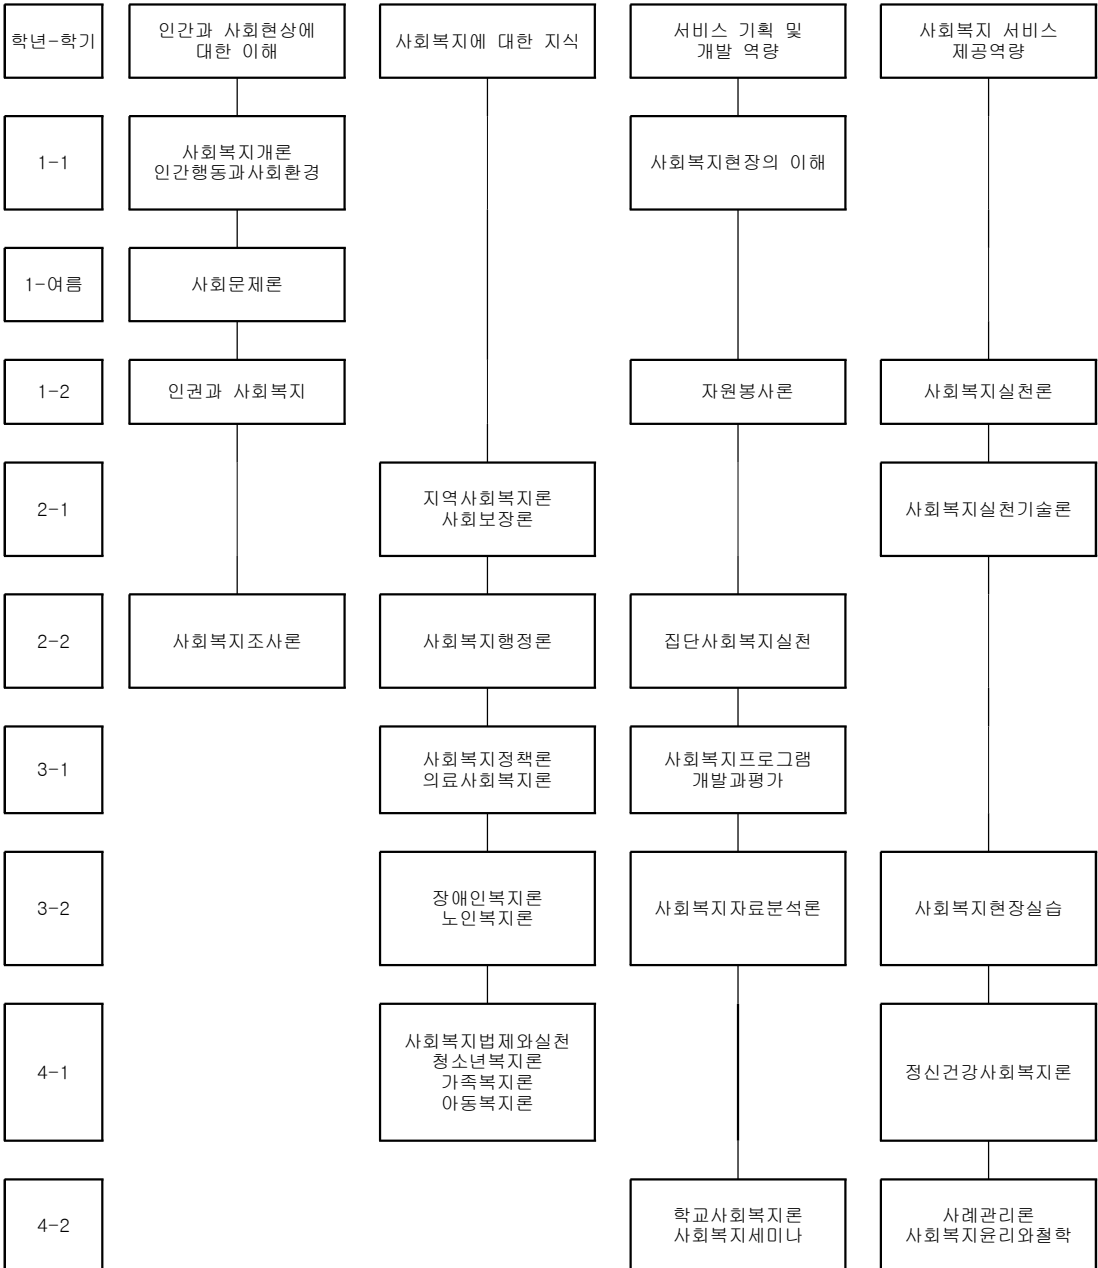 학년-학기
인간과 사회현상에
대한 이해
사회복지에 대한 지식
서비스 기획 및
개발 역량
사회복지 서비스
제공역량
1-1
사회복지개론
인간행동과사회환경
사회복지현장의 이해
1-여름
사회문제론
1-2
인권과 사회복지
자원봉사론
사회복지실천론
2-1
지역사회복지론
사회보장론
사회복지실천기술론
2-2
사회복지조사론
사회복지행정론
집단사회복지실천
3-1
사회복지정책론
의료사회복지론
사회복지프로그램
개발과평가
3-2
장애인복지론
노인복지론
사회복지자료분석론
사회복지현장실습
4-1
사회복지법제와실천
청소년복지론
가족복지론
아동복지론
정신건강사회복지론
4-2
학교사회복지론
사회복지세미나
사례관리론
사회복지윤리와철학